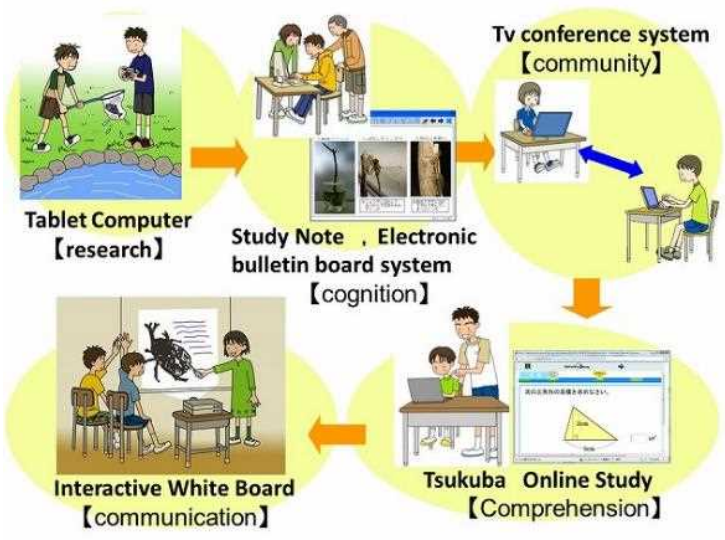 Tablet Computer
【research】
Study Note , Electronic
bulletin board system
【cognition】
Tv conference system
【community】
Tsukuba Online Study
【Comprehension】
Interactive White Board
【communication】